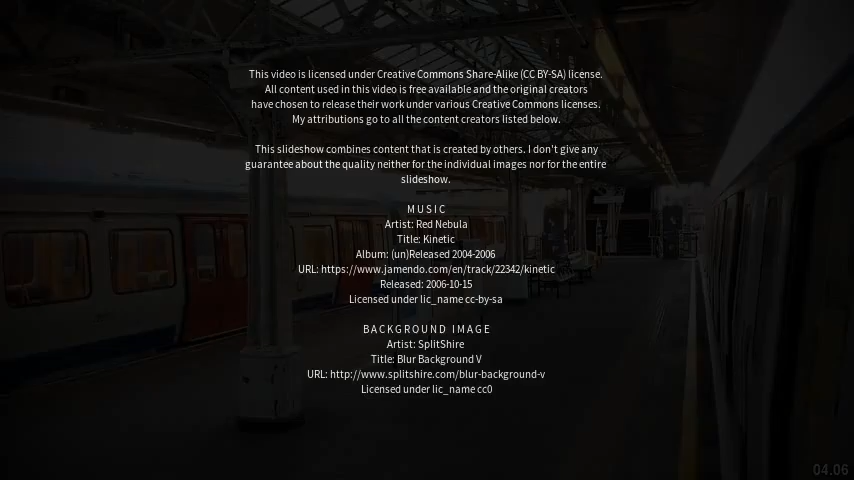 This video is licensed under Creative Commons Share-Alike (CC BY-SA) license.
All content used in this video is free available and the original creators
have chosen to release their work under various Creative Commons licenses.
My attributions go to all the content creators listed below.
This slideshow combines content that is created by others. I don't give any
guarantee about the quality neither for the individual images nor for the entire
slideshow.
MUSIC
Artist: Red Nebula
Title: Kinetic
Album: (un)Released 2004-2006
URL: https://www.jamendo.com/en/track/22342/kinetic
Released: 2006-10-15
Licensed under lic_name cc-by-sa
BACKGROUND IMAGE
Artist: SplitShire
Title: Blur Background V
URL: http://www.splitshire.com/blur-background-v
Licensed under lic_name cc0
04.06